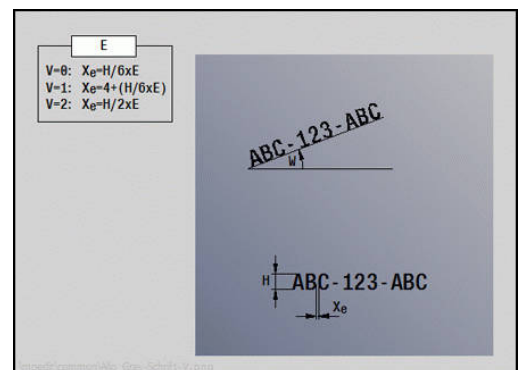 E
V=0: Xe=H/6xE
V=1: Xe=4+(H/6xE)
V=2: Xe=H/2xE
ABC-123-ABC
W
H ABC-123-ABC
Xe